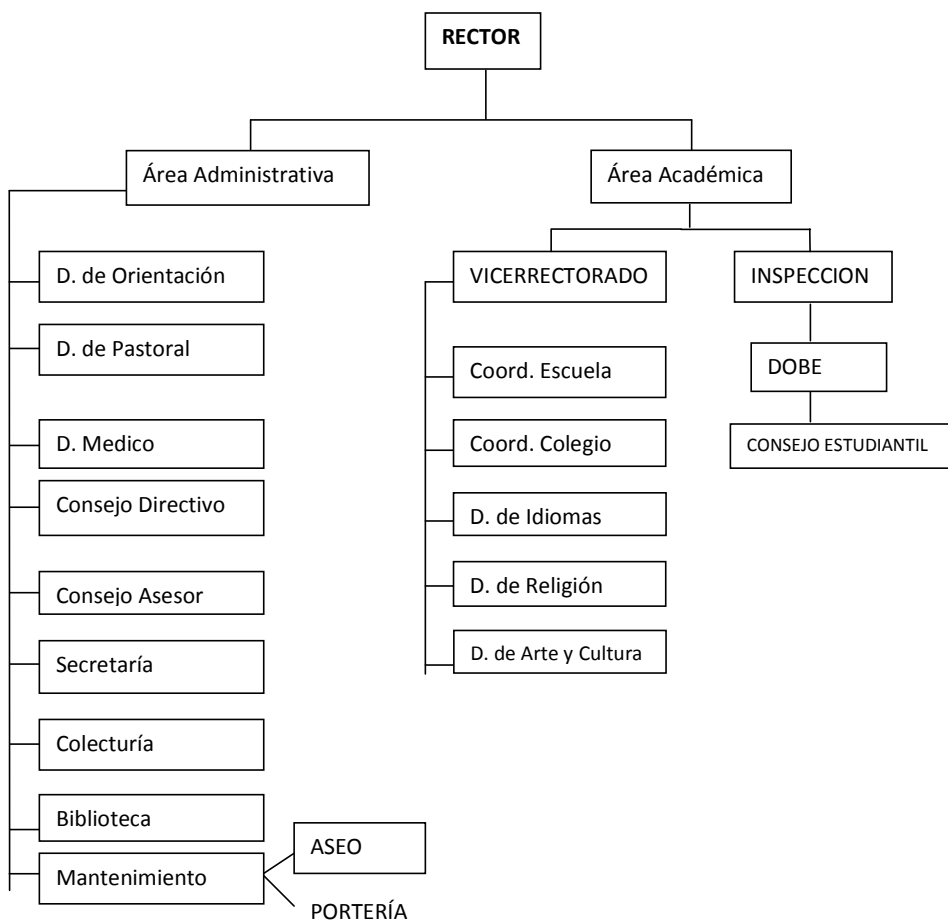 RECTOR
Área Administrativa
Área Académica
D. de Orientación
VICERRECTORADO
INSPECCION
D. de Pastoral
Coord. Escuela
DOBE
D. Medico
Coord. Colegio
CONSEJO ESTUDIANTIL
Consejo Directivo
D. de Idiomas
Consejo Asesor
D. de Religión
Secretaría
D. de Arte y Cultura
Colecturía
Biblioteca
ASEO
Mantenimiento
PORTERÍA